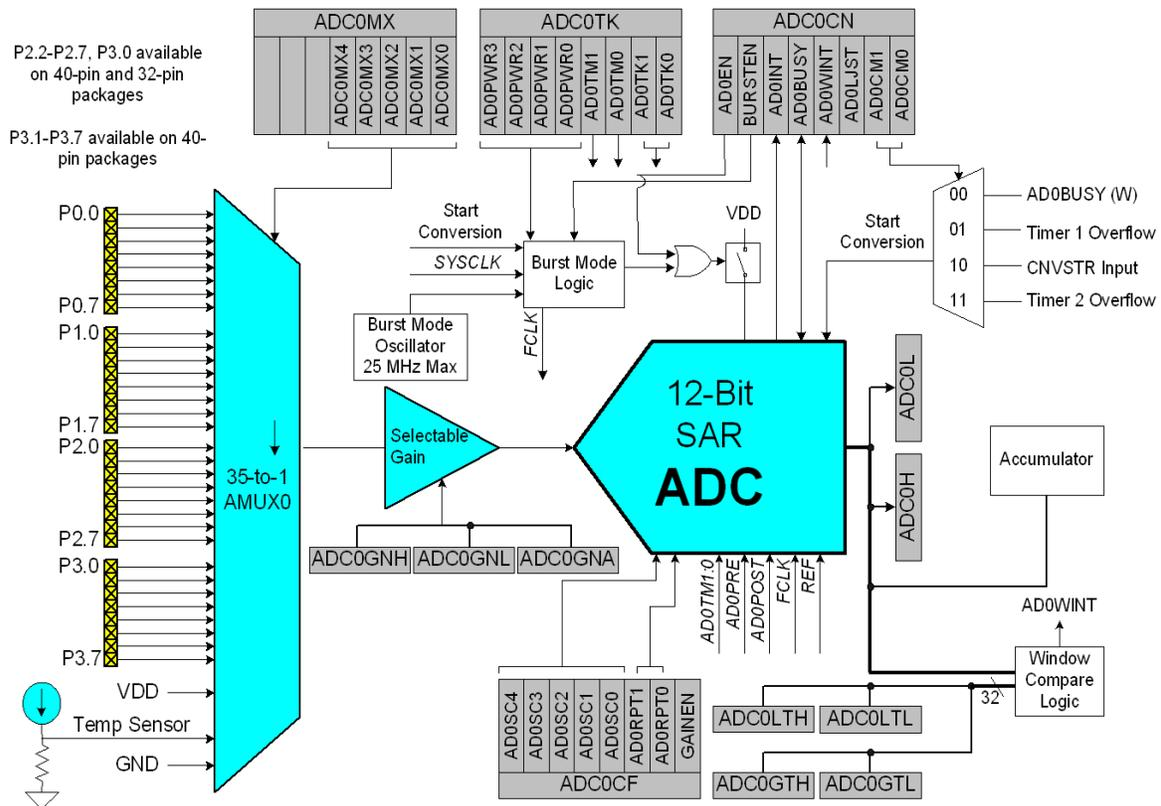 P2.2-P2.7, P3.0 available
on 40-pin and 32-pin
packages
P3.1-P3.7 available on 40-
pin packages
ADC0MX
ADC0MX4
ADC0MX3
ADC0MX2
ADC0MX1
ADC0MX0
ADC0TK
AD0PWR3
AD0PWR2
AD0PWR1
AD0PWR0
AD0TM1
AD0TM0
AD0TK1
AD0TK0
ADC0CN
AD0EN
BURSTEN
AD0INT
AD0BUSY
AD0WINT
AD0LJST
AD0CM1
AD0CM0
P0.0
P0.7
P1.0
P1.7
P2.0
P2.7
P3.0
P3.7
VDD
Temp Sensor
GND
35-to-1
AMUX0
Start
Conversion
SYSCLK
Burst Mode
Logic
Burst Mode
Oscillator
25 MHz Max
FCLK
VDD
Start
Conversion
00
01
10
11
AD0BUSY (W)
Timer 1 Overflow
CNVSTR Input
Timer 2 Overflow
Selectable
Gain
ADC0GNH
ADC0GNL
ADC0GNA
12-Bit
SAR
ADC
AD0TM1:0
AD0PRE
AD0POST
FCLK
REF
ADC0L
ADC0H
Accumulator
AD0WINT
Window
Compare
Logic
32
ADC0LTH
ADC0LTL
ADC0GTH
ADC0GTL
AD0SC4
AD0SC3
AD0SC2
AD0SC1
AD0SC0
AD0RPT1
AD0RPT0
GAINEN
ADC0CF